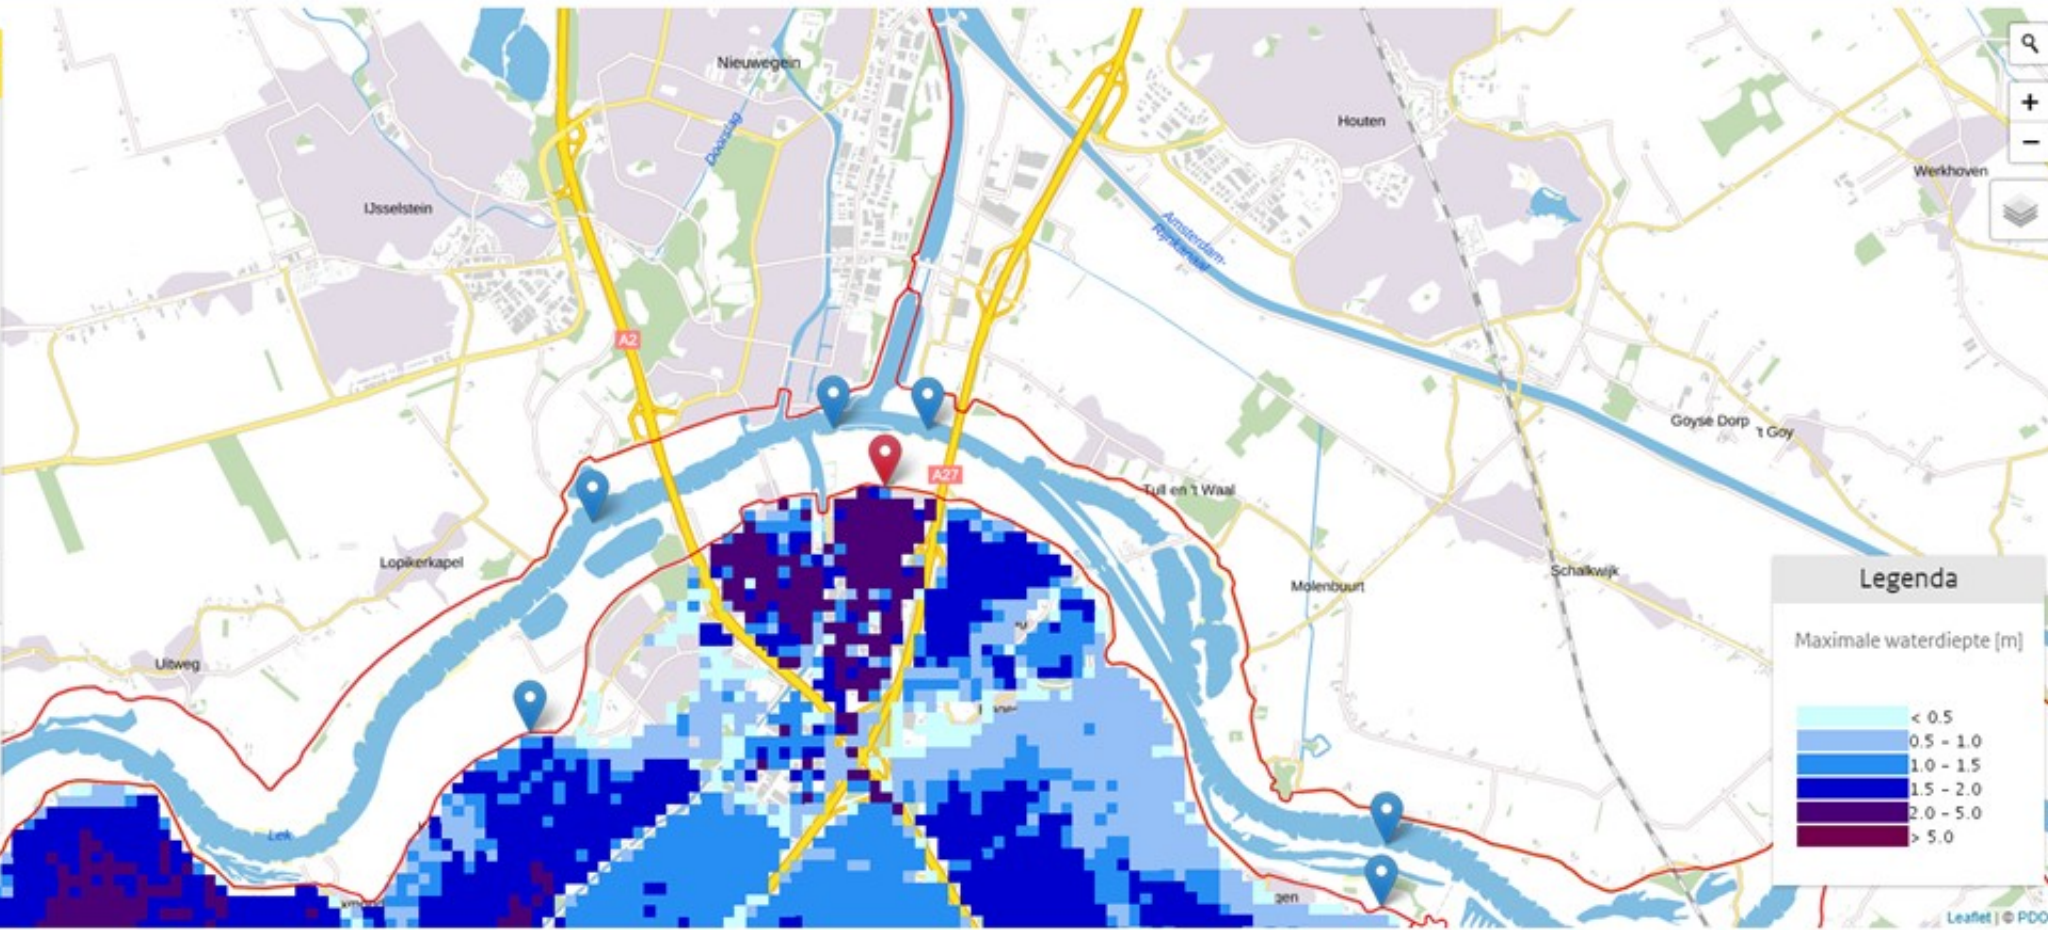 Nieuwegein
Doorslag
Houten
Werkhoven
IJsselstein
Amsterdam-
Rijnkanaal
A2
Goyse Dorp
't Goy
A27
Tull en 't Waal
Lopikerkapel
Schalkwijk
Molenbuurt
Uitweg
Lek
gen
Legenda
Maximale waterdiepte [m]
< 0.5
0.5 - 1.0
1.0 - 1.5
1.5 - 2.0
2.0 - 5.0
> 5.0
Leaflet | © PDO
+
−